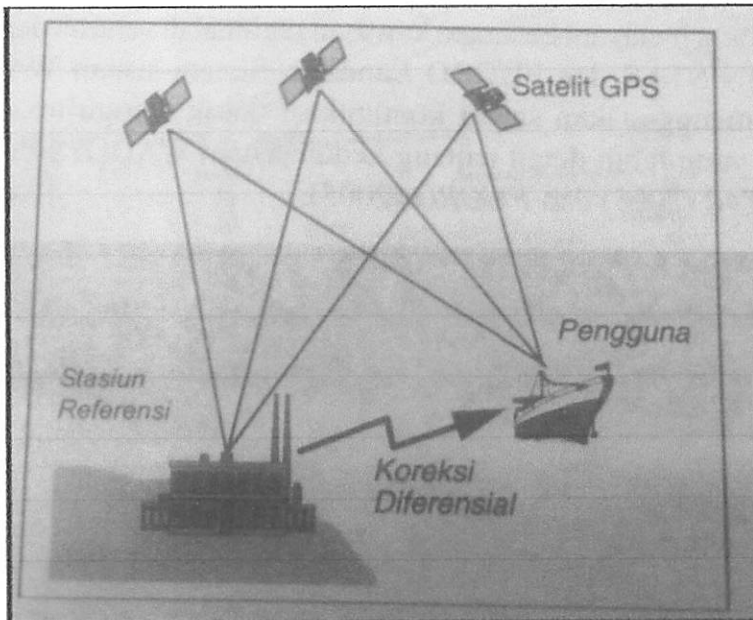 Satelit GPS
Pengguna
Stasiun
Referensi
Koreksi
Diferensial